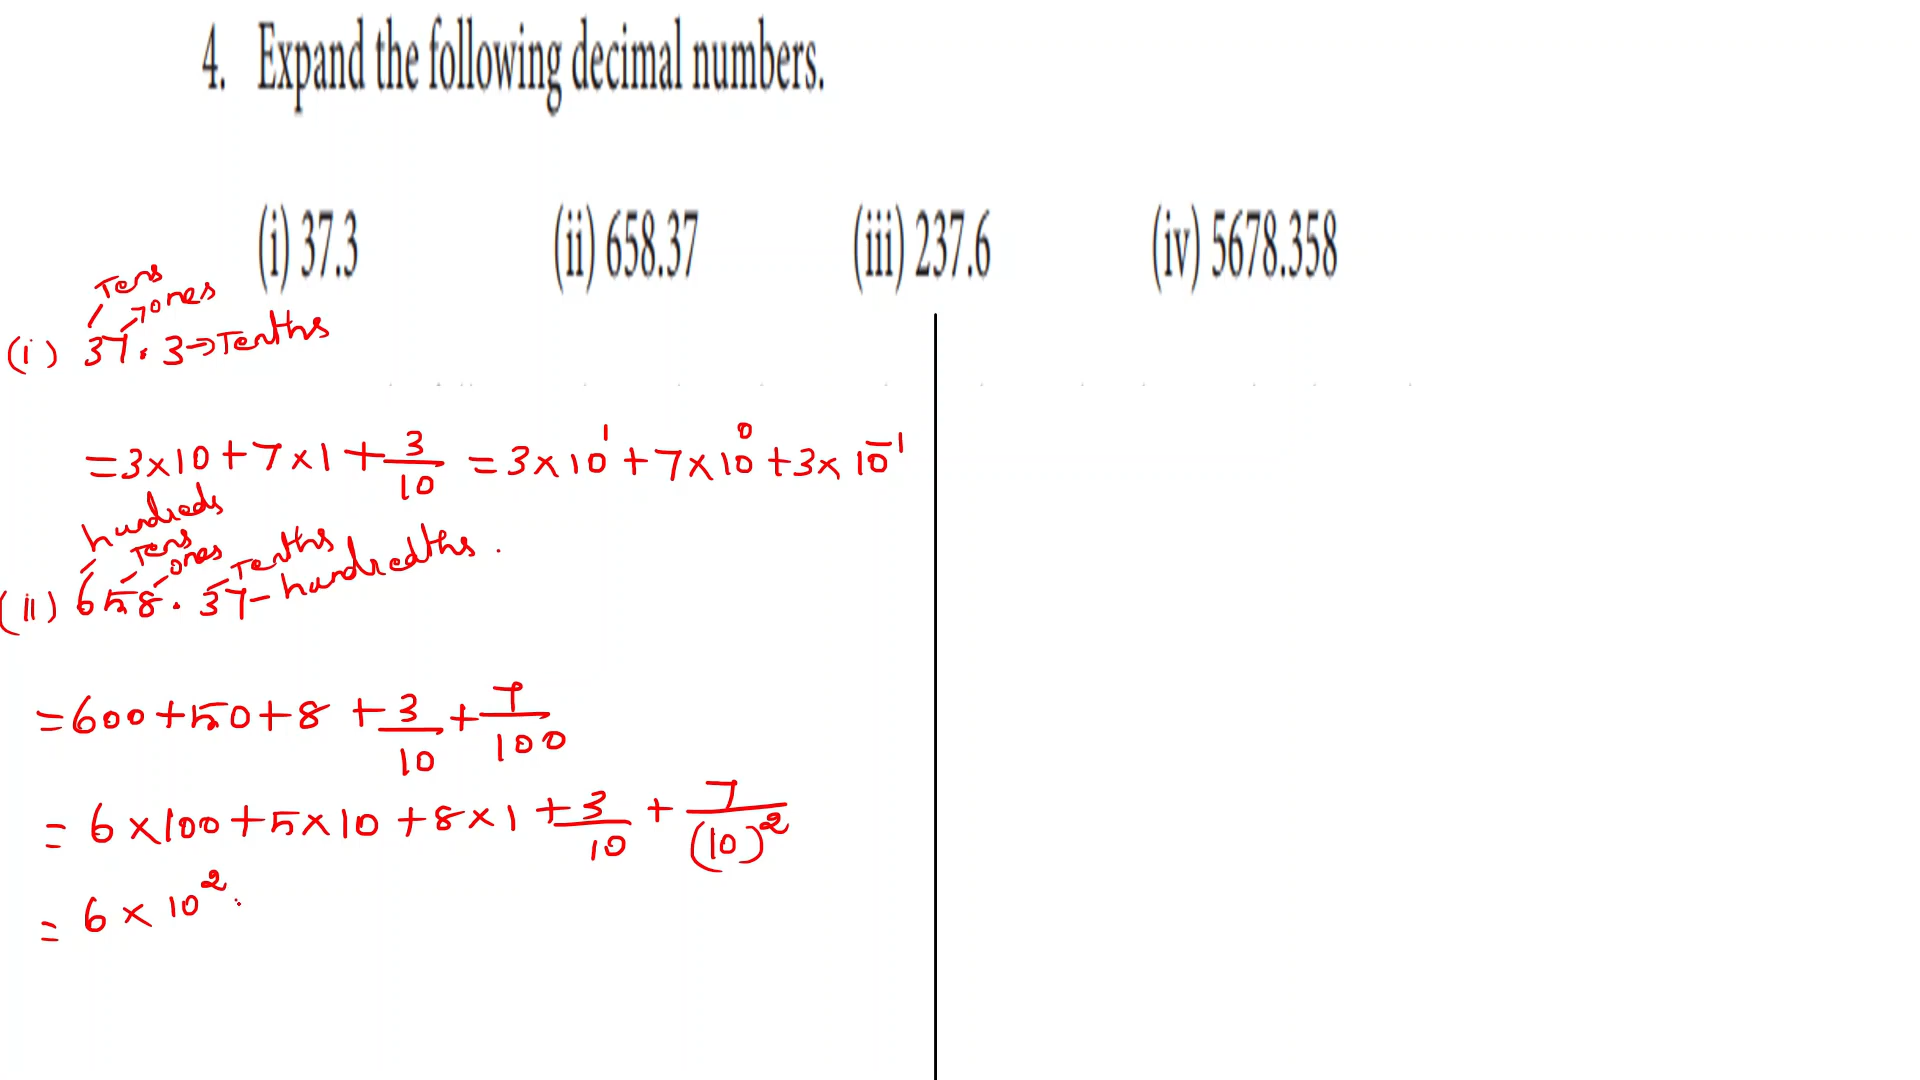 4. Expand the following decimal numbers.
(i) 37.3 (ii) 658.37 (iii) 237.6 (iv) 5678.358
Tens
ones
(i) 37.3→Tenths
=3×10+7×1+3/10 =3×10¹+7×10⁰+3×10⁻¹
hundreds
Tens
ones Tenths
(ii) 658.37-hundredths.
=600+50+8+3/10+7/100
=6×100+5×10+8×1+3/10+7/(10)²
=6×10²